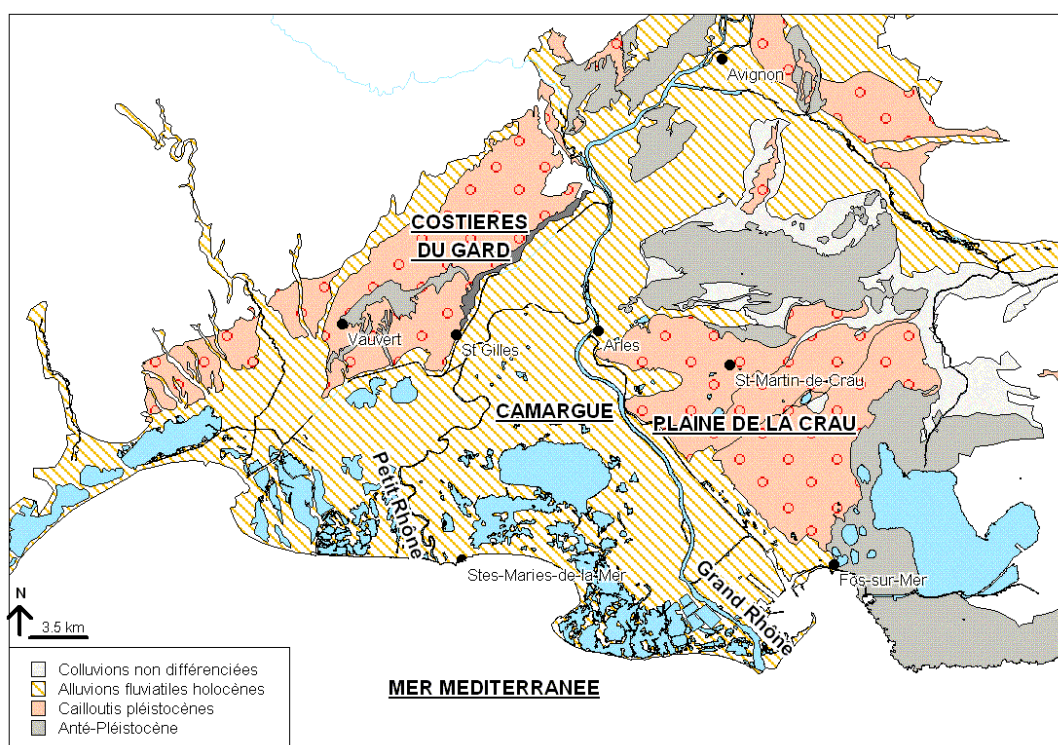 Avignon
COSTIERES
DU GARD
Vauvert
St Gilles
Arles
St-Martin-de-Crau
CAMARGUE
PLAINE DE LA CRAU
Petit Rhône
Stes-Maries-de-la-Mer
Grand Rhône
Fos-sur-Mer
N
3.5 km
MER MEDITERRANEE
Colluvions non différenciées
Alluvions fluviatiles holocènes
Cailloutis pléistocènes
Anté-Pléistocène